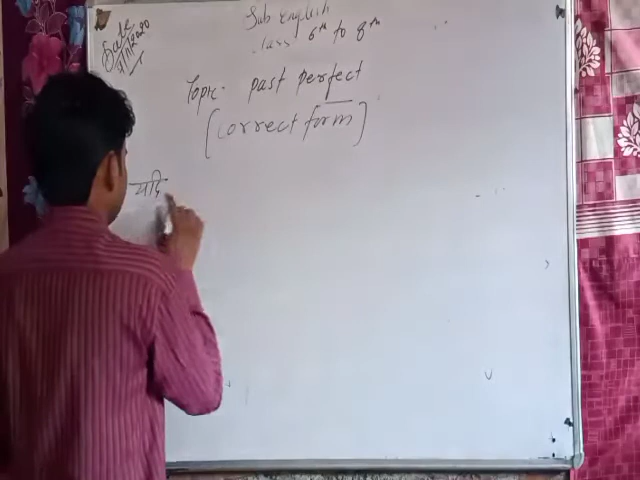 Sub english
class 6th to 8th
Date
Topic: past perfect
[correct form]
यदि